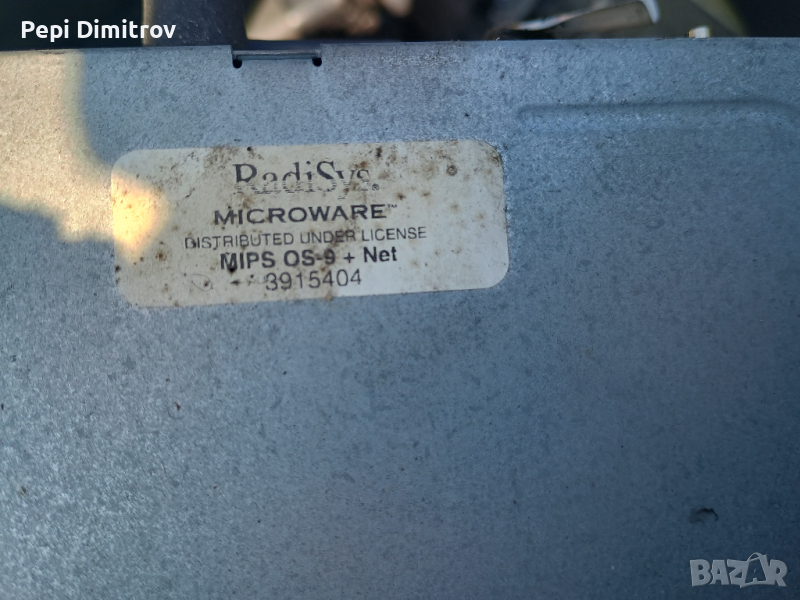 Pepi Dimitrov
RadiSys®
MICROWARE™
DISTRIBUTED UNDER LICENSE
MIPS OS-9 + Net
3915404
BAZAR